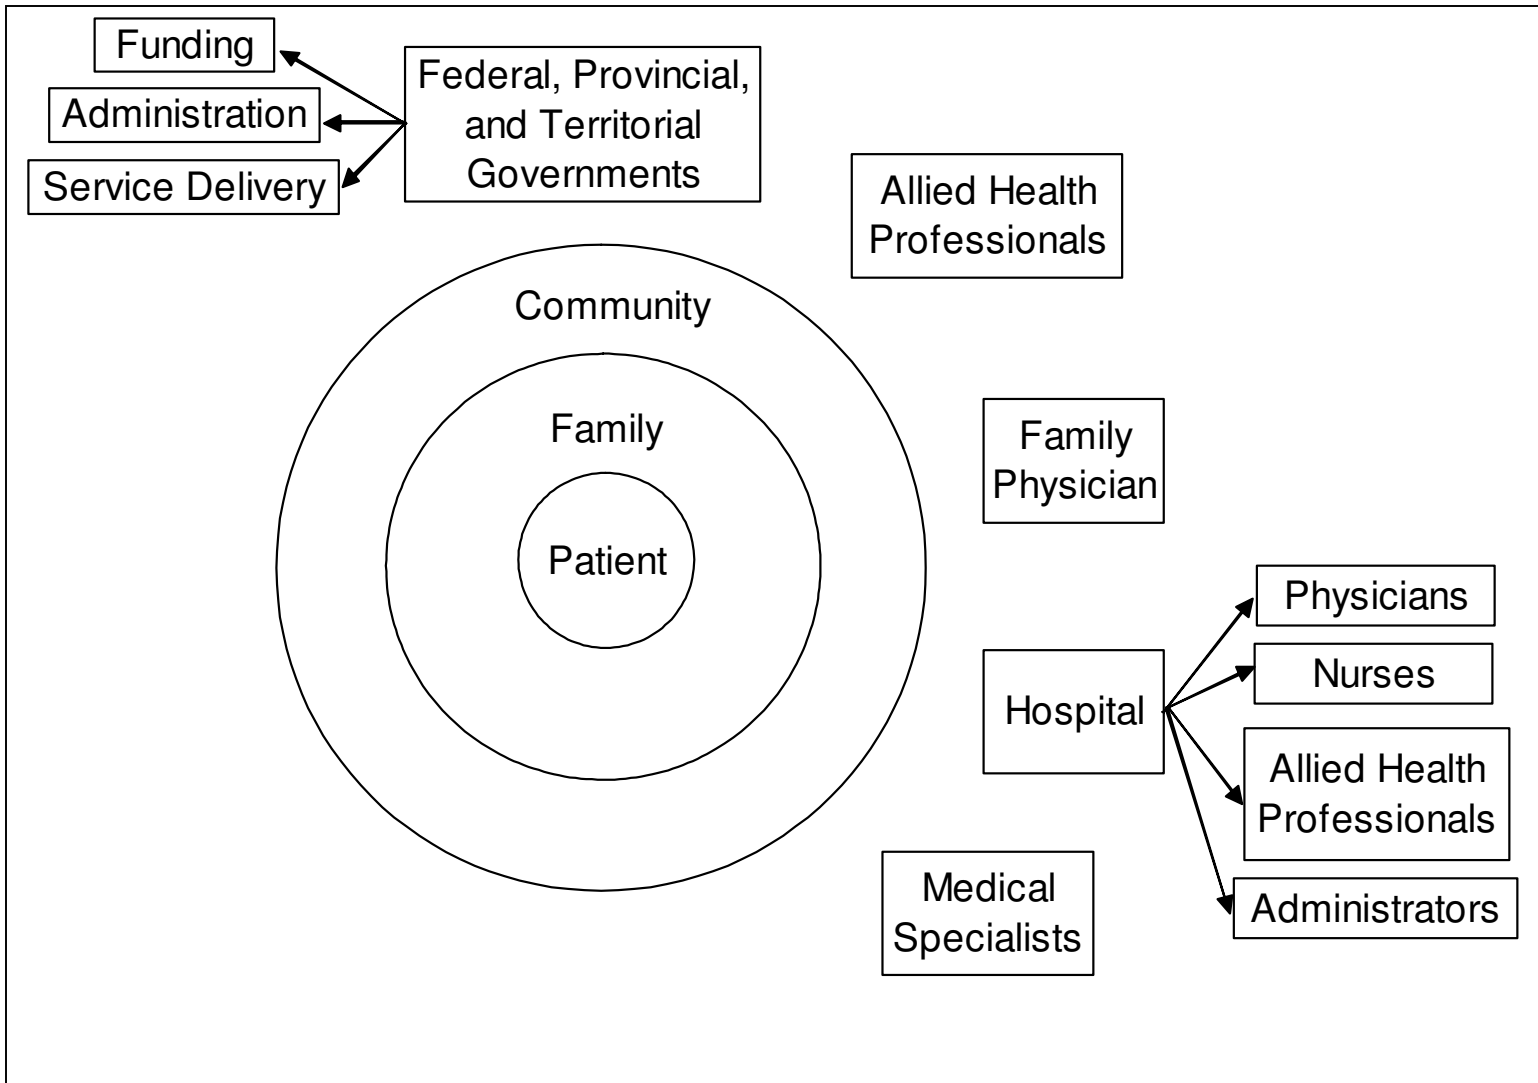 Funding
Administration
Service Delivery
Federal, Provincial,
and Territorial
Governments
Allied Health
Professionals
Community
Family
Patient
Family
Physician
Hospital
Physicians
Nurses
Allied Health
Professionals
Administrators
Medical
Specialists